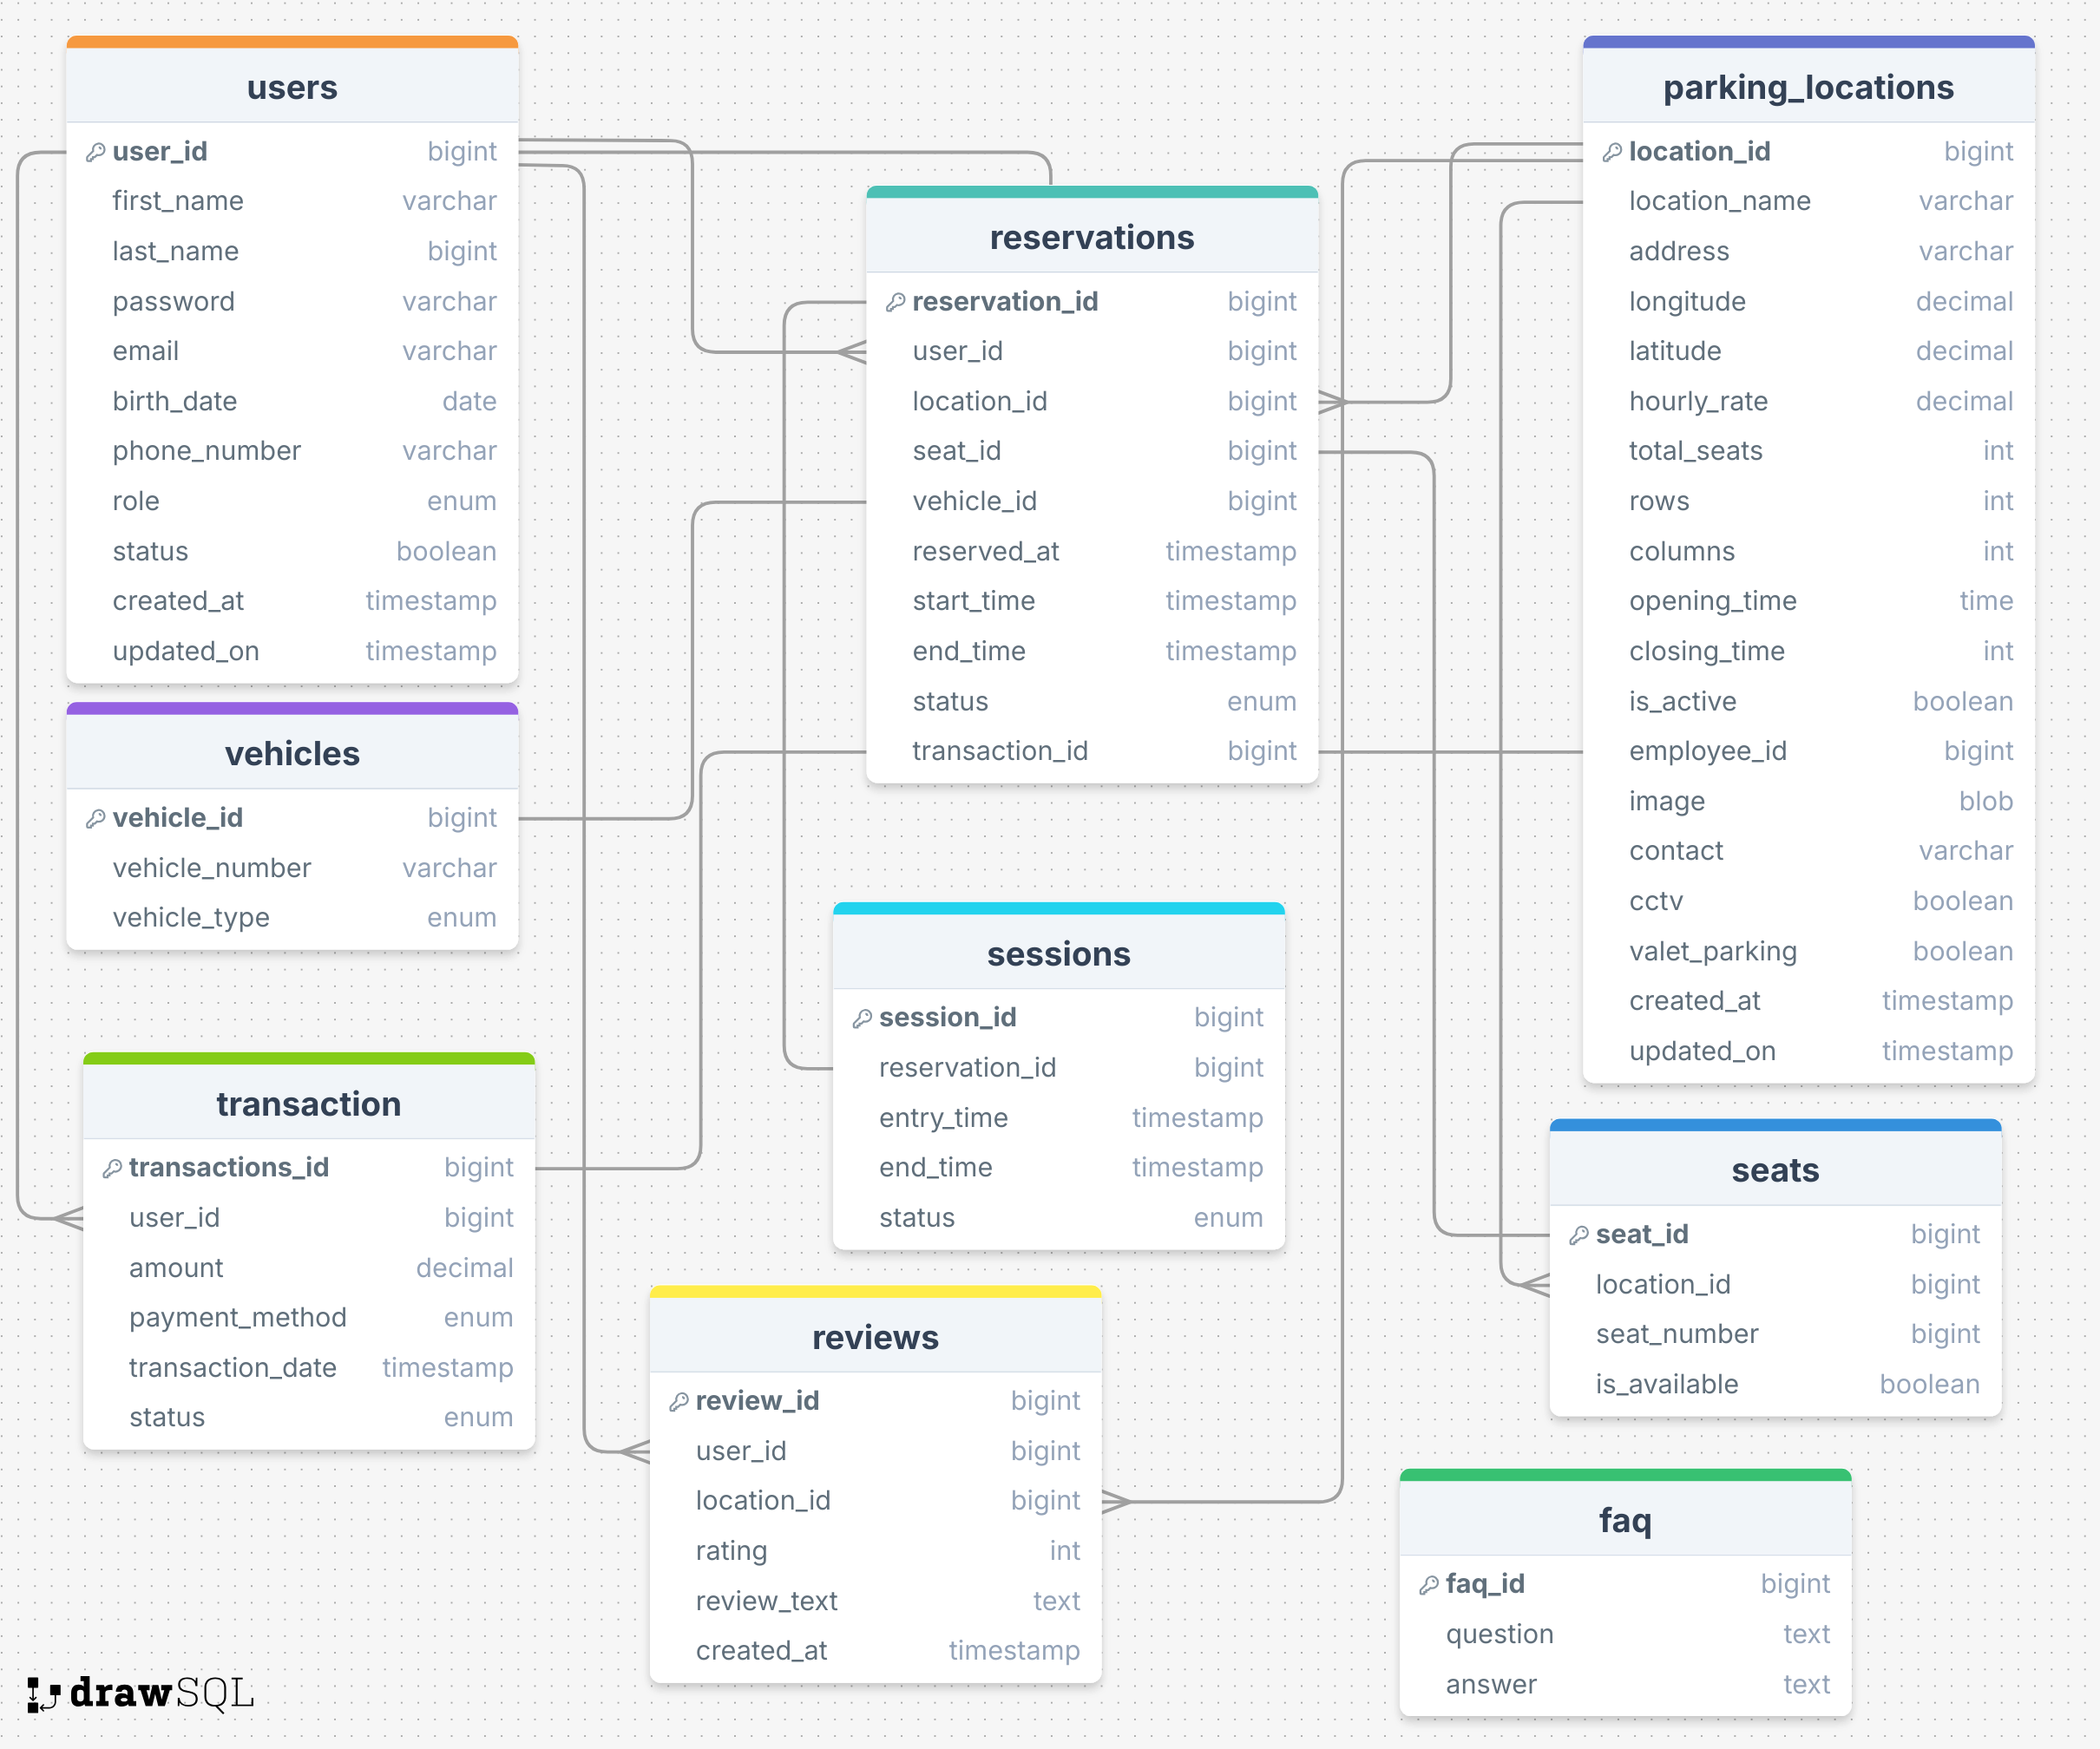 users
user_id bigint
first_name varchar
last_name bigint
password varchar
email varchar
birth_date date
phone_number varchar
role enum
status boolean
created_at timestamp
updated_on timestamp
vehicles
vehicle_id bigint
vehicle_number varchar
vehicle_type enum
transaction
transactions_id bigint
user_id bigint
amount decimal
payment_method enum
transaction_date timestamp
status enum
reservations
reservation_id bigint
user_id bigint
location_id bigint
seat_id bigint
vehicle_id bigint
reserved_at timestamp
start_time timestamp
end_time timestamp
status enum
transaction_id bigint
sessions
session_id bigint
reservation_id bigint
entry_time timestamp
end_time timestamp
status enum
reviews
review_id bigint
user_id bigint
location_id bigint
rating int
review_text text
created_at timestamp
parking_locations
location_id bigint
location_name varchar
address varchar
longitude decimal
latitude decimal
hourly_rate decimal
total_seats int
rows int
columns int
opening_time time
closing_time int
is_active boolean
employee_id bigint
image blob
contact varchar
cctv boolean
valet_parking boolean
created_at timestamp
updated_on timestamp
seats
seat_id bigint
location_id bigint
seat_number bigint
is_available boolean
faq
faq_id bigint
question text
answer text
drawSQL